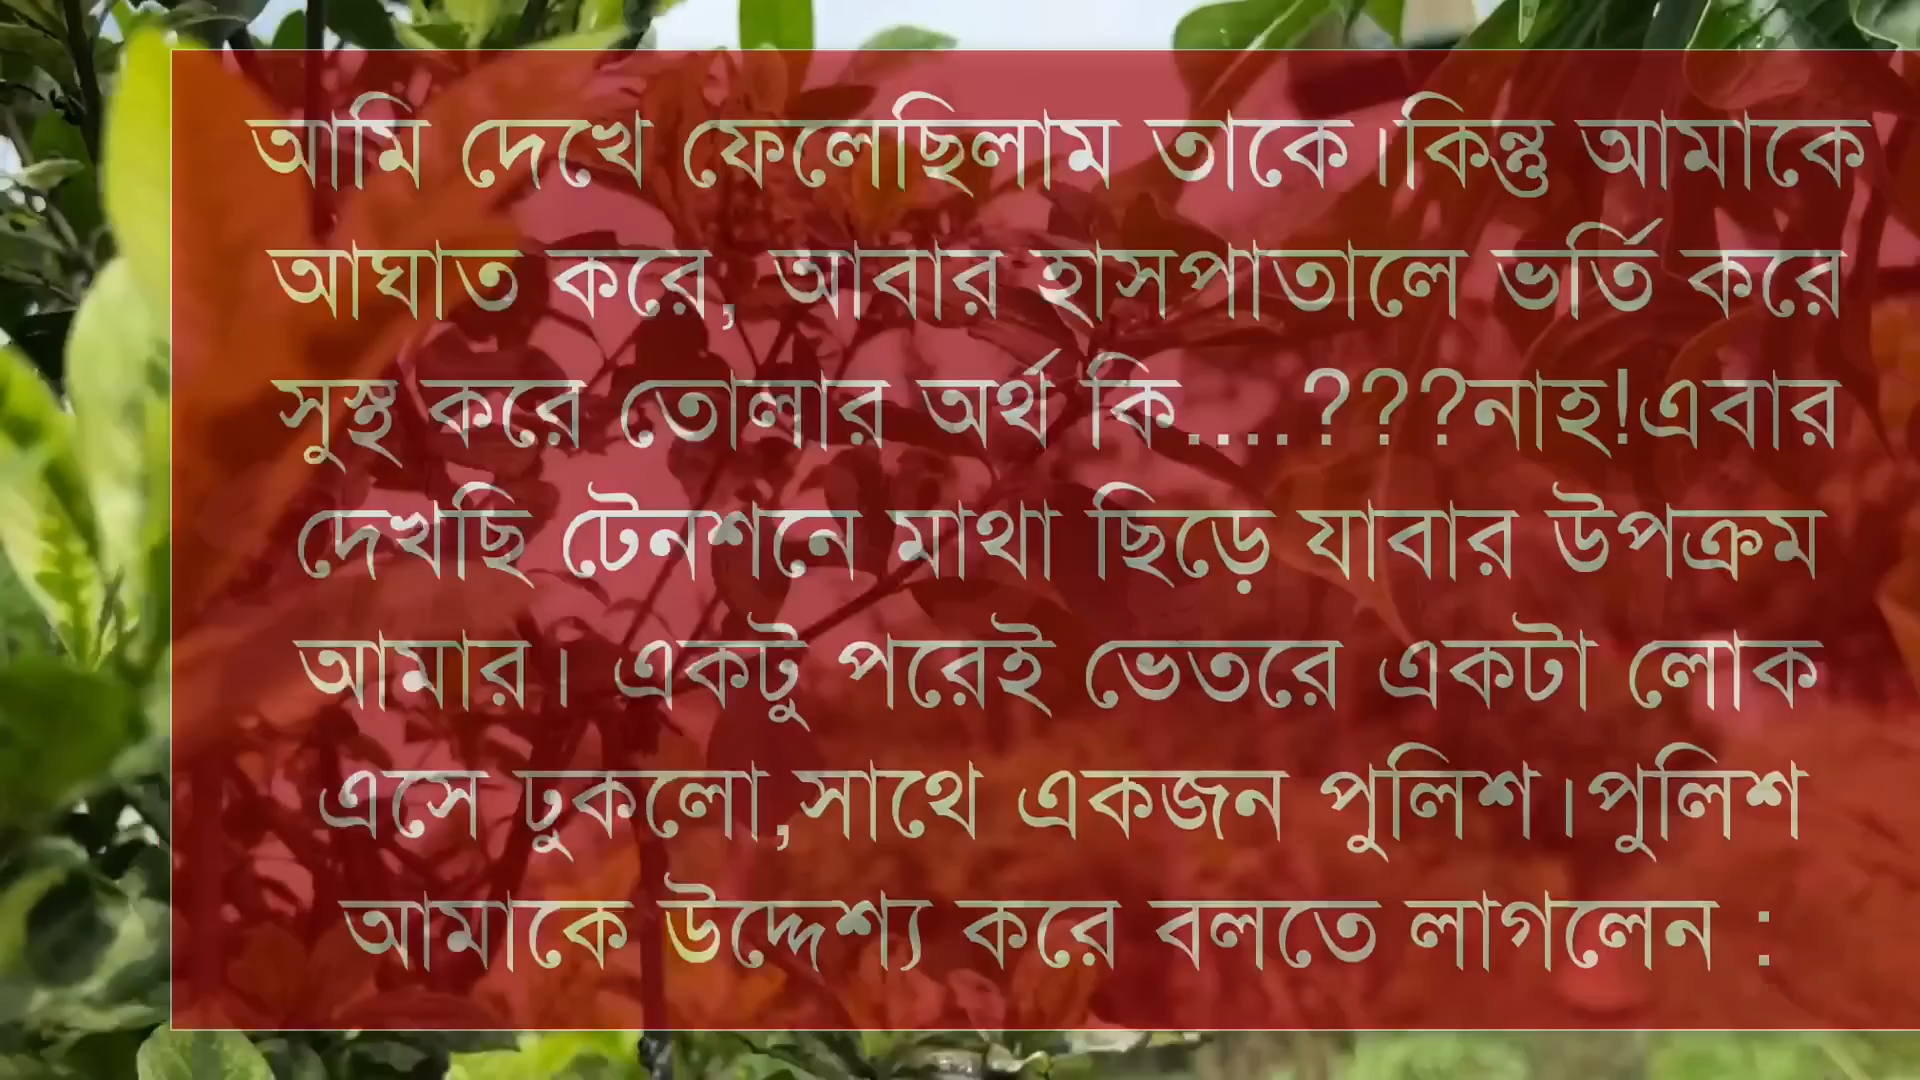 আমি দেখে ফেলেছিলাম তাকে।কিন্তু আমাকে
আঘাত করে, আবার হাসপাতালে ভর্তি করে
সুস্থ করে তোলার অর্থ কি....???নাহ!এবার
দেখছি টেনশনে মাথা ছিড়ে যাবার উপক্রম
আমার। একটু পরেই ভেতরে একটা লোক
এসে ঢুকলো,সাথে একজন পুলিশ।পুলিশ
আমাকে উদ্দেশ্য করে বলতে লাগলেন :